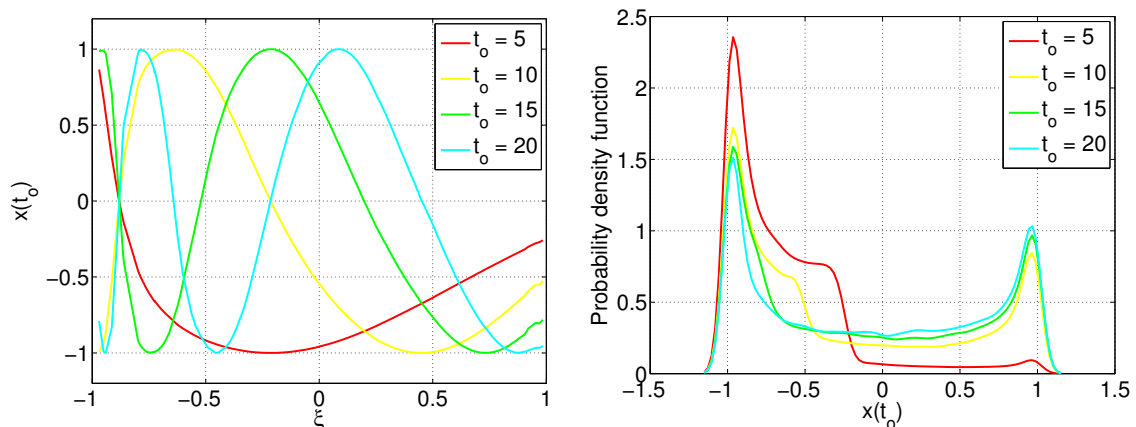 1
0.5
0
−0.5
−1
−1
−0.5
0
0.5
1
x(t_o)
ξ
t_o = 5
t_o = 10
t_o = 15
t_o = 20
2.5
2
1.5
1
0.5
0
−1.5
−1
−0.5
0
0.5
1
1.5
Probability density function
x(t_o)
t_o = 5
t_o = 10
t_o = 15
t_o = 20